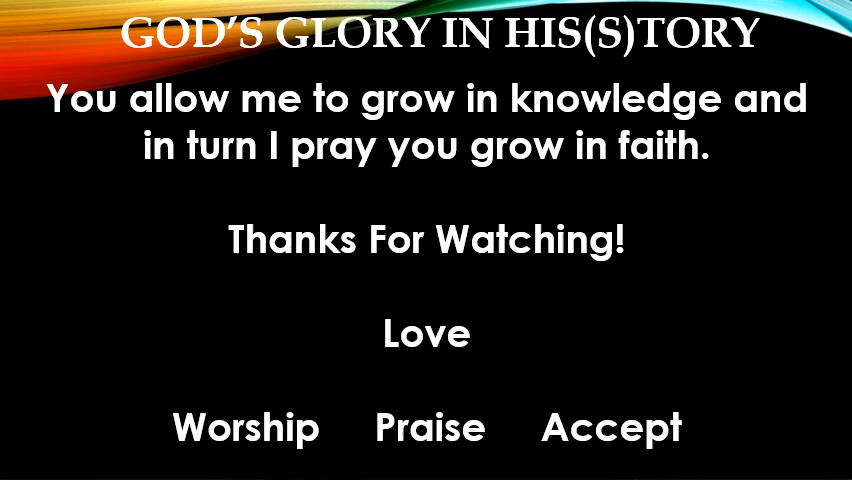 GOD’S GLORY IN HIS(S)TORY
You allow me to grow in knowledge and
in turn I pray you grow in faith.
Thanks For Watching!
Love
Worship Praise Accept